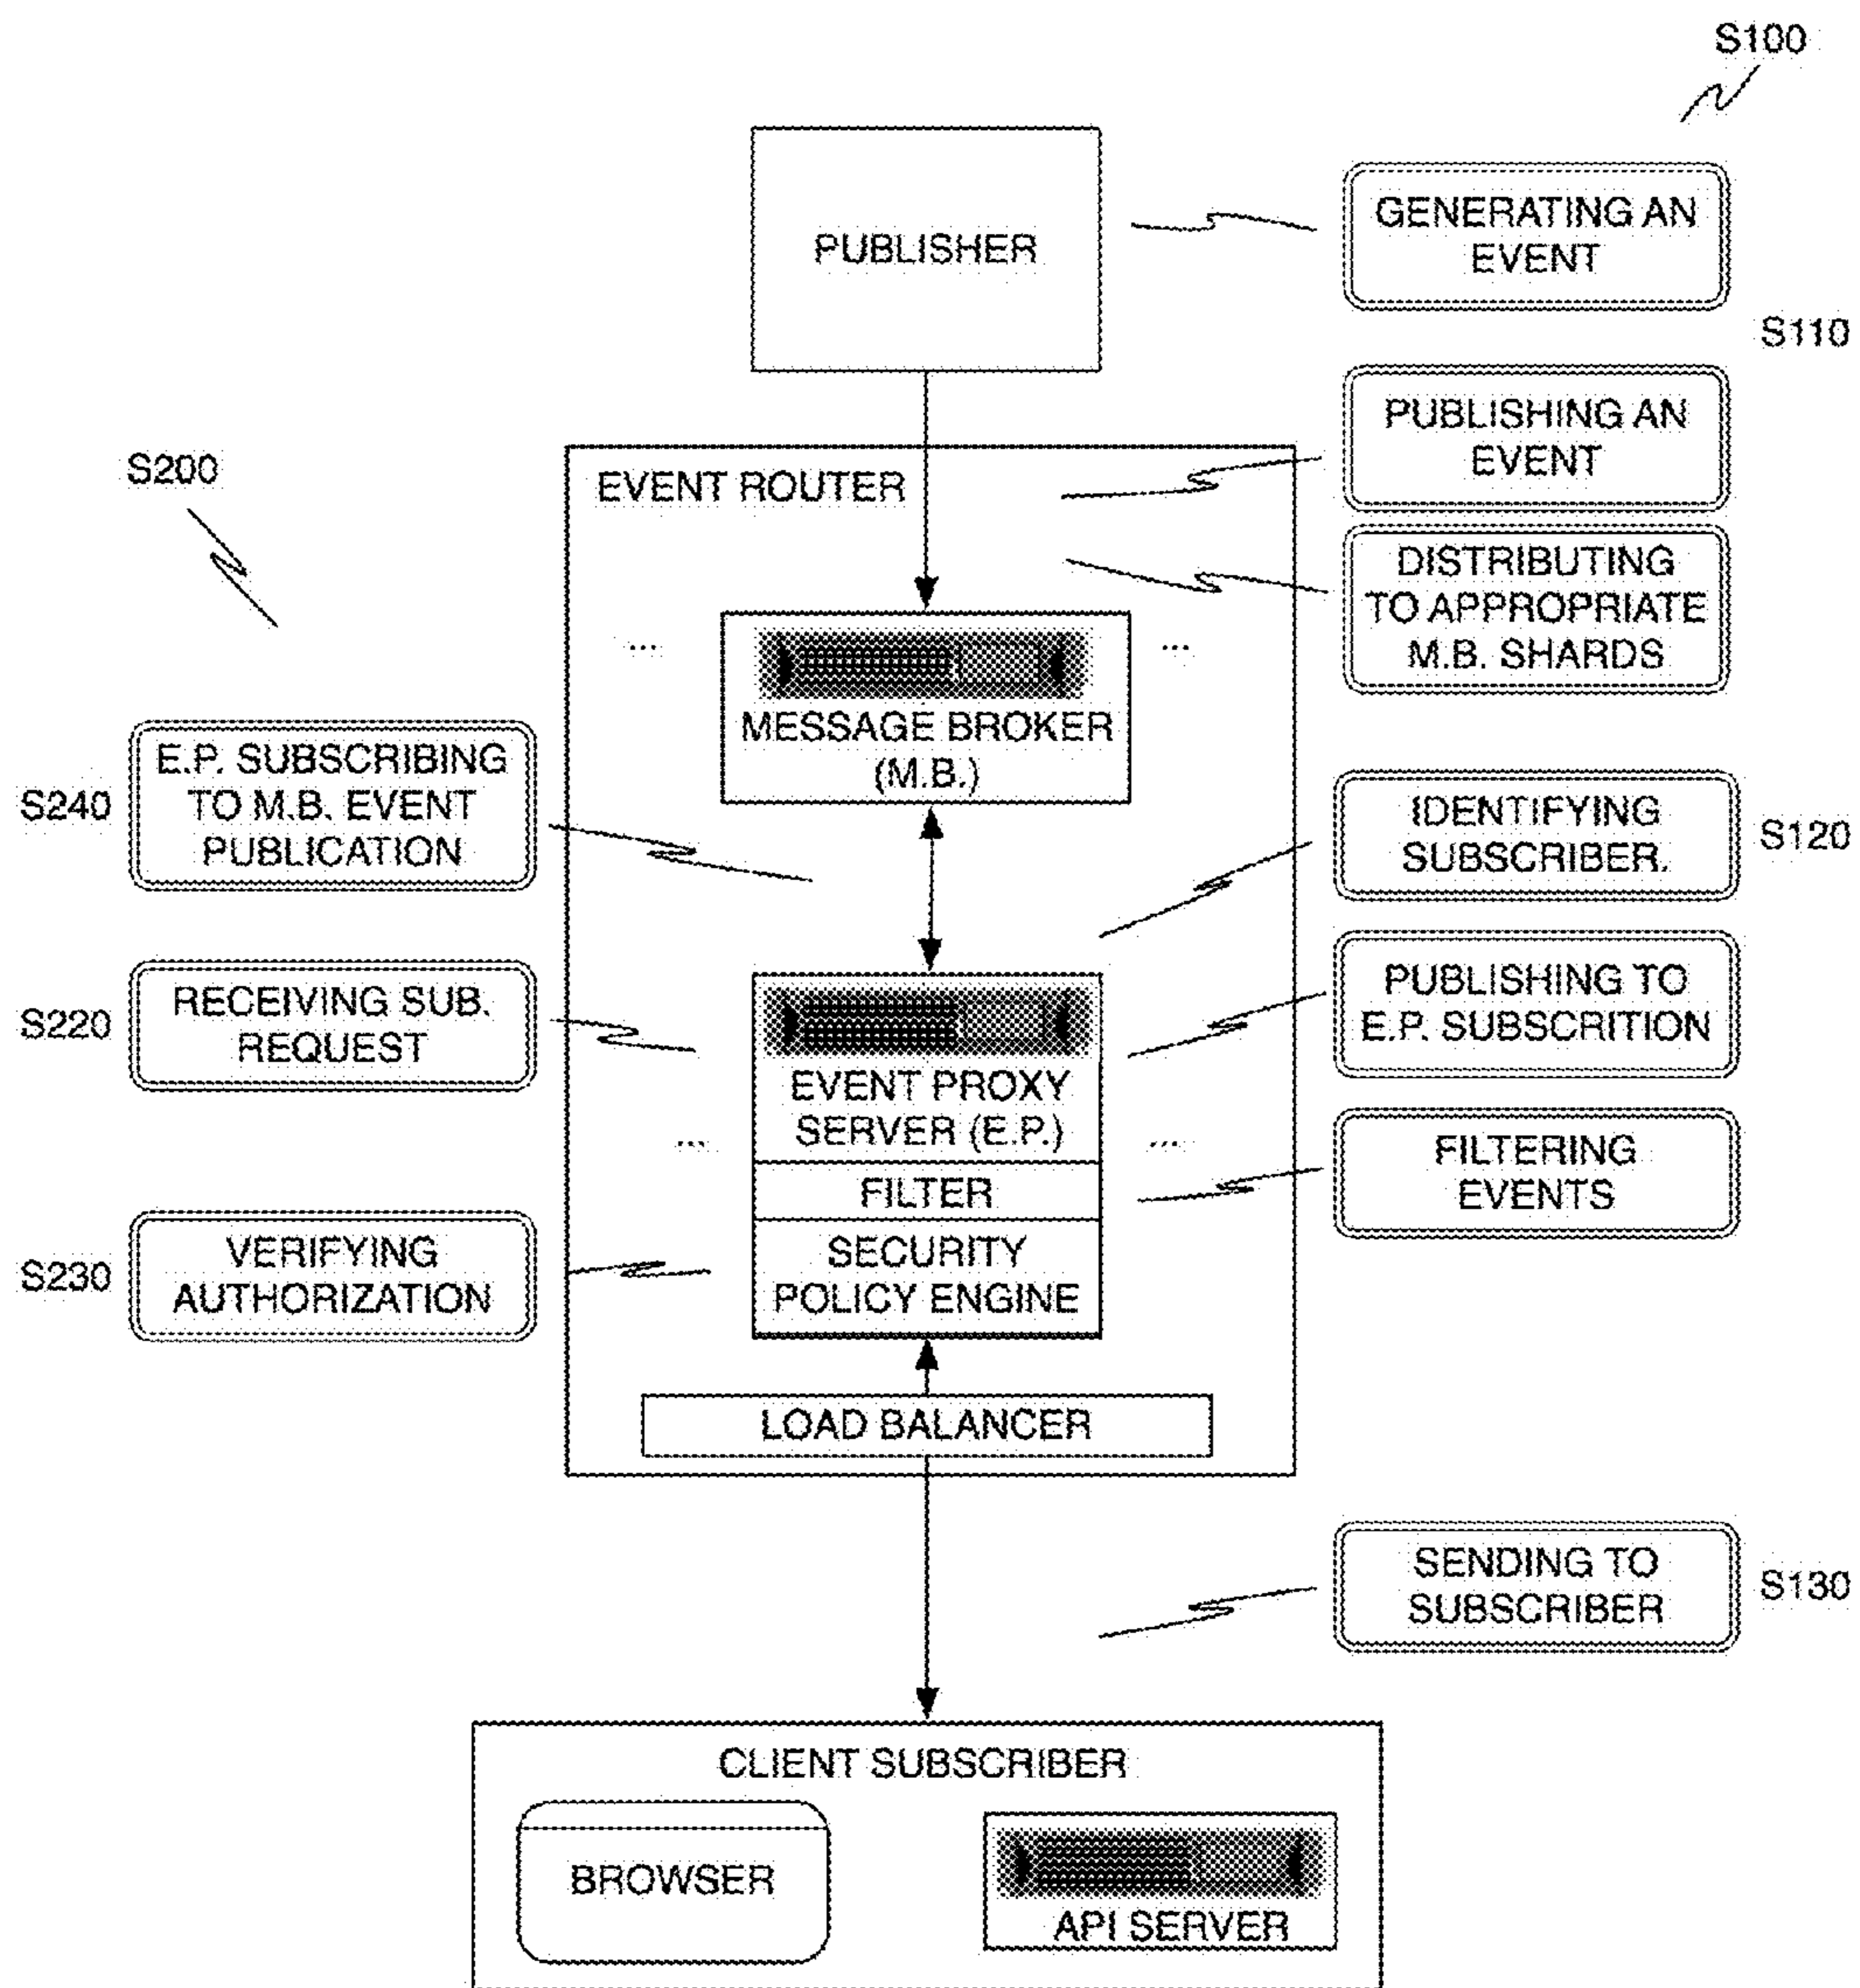 S100
PUBLISHER
GENERATING AN
EVENT
S110
PUBLISHING AN
EVENT
S200
EVENT ROUTER
DISTRIBUTING
TO APPROPRIATE
M.B. SHARDS
...
...
MESSAGE BROKER
(M.B.)
S240
E.P. SUBSCRIBING
TO M.B. EVENT
PUBLICATION
IDENTIFYING
SUBSCRIBER.
S120
S220
RECEIVING SUB.
REQUEST
PUBLISHING TO
E.P. SUBSCRITION
EVENT PROXY
SERVER (E.P.)
...
...
FILTER
FILTERING
EVENTS
S230
VERIFYING
AUTHORIZATION
SECURITY
POLICY ENGINE
LOAD BALANCER
SENDING TO
SUBSCRIBER
S130
CLIENT SUBSCRIBER
BROWSER
API SERVER